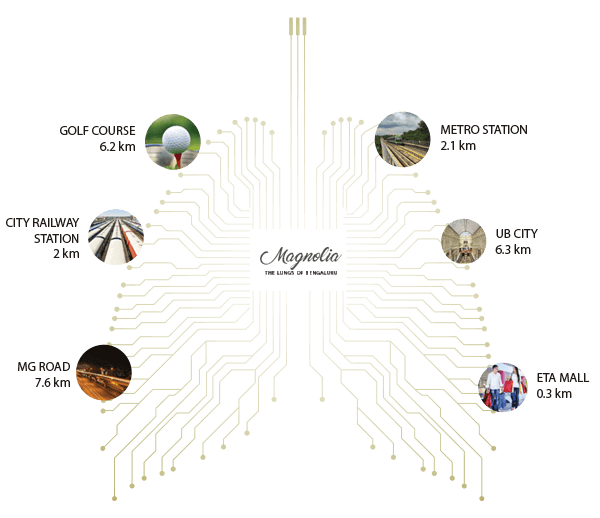 GOLF COURSE
6.2 km
METRO STATION
2.1 km
CITY RAILWAY
STATION
2 km
UB CITY
6.3 km
Magnolia
THE LUNGS OF BENGALURU
MG ROAD
7.6 km
ETA MALL
0.3 km